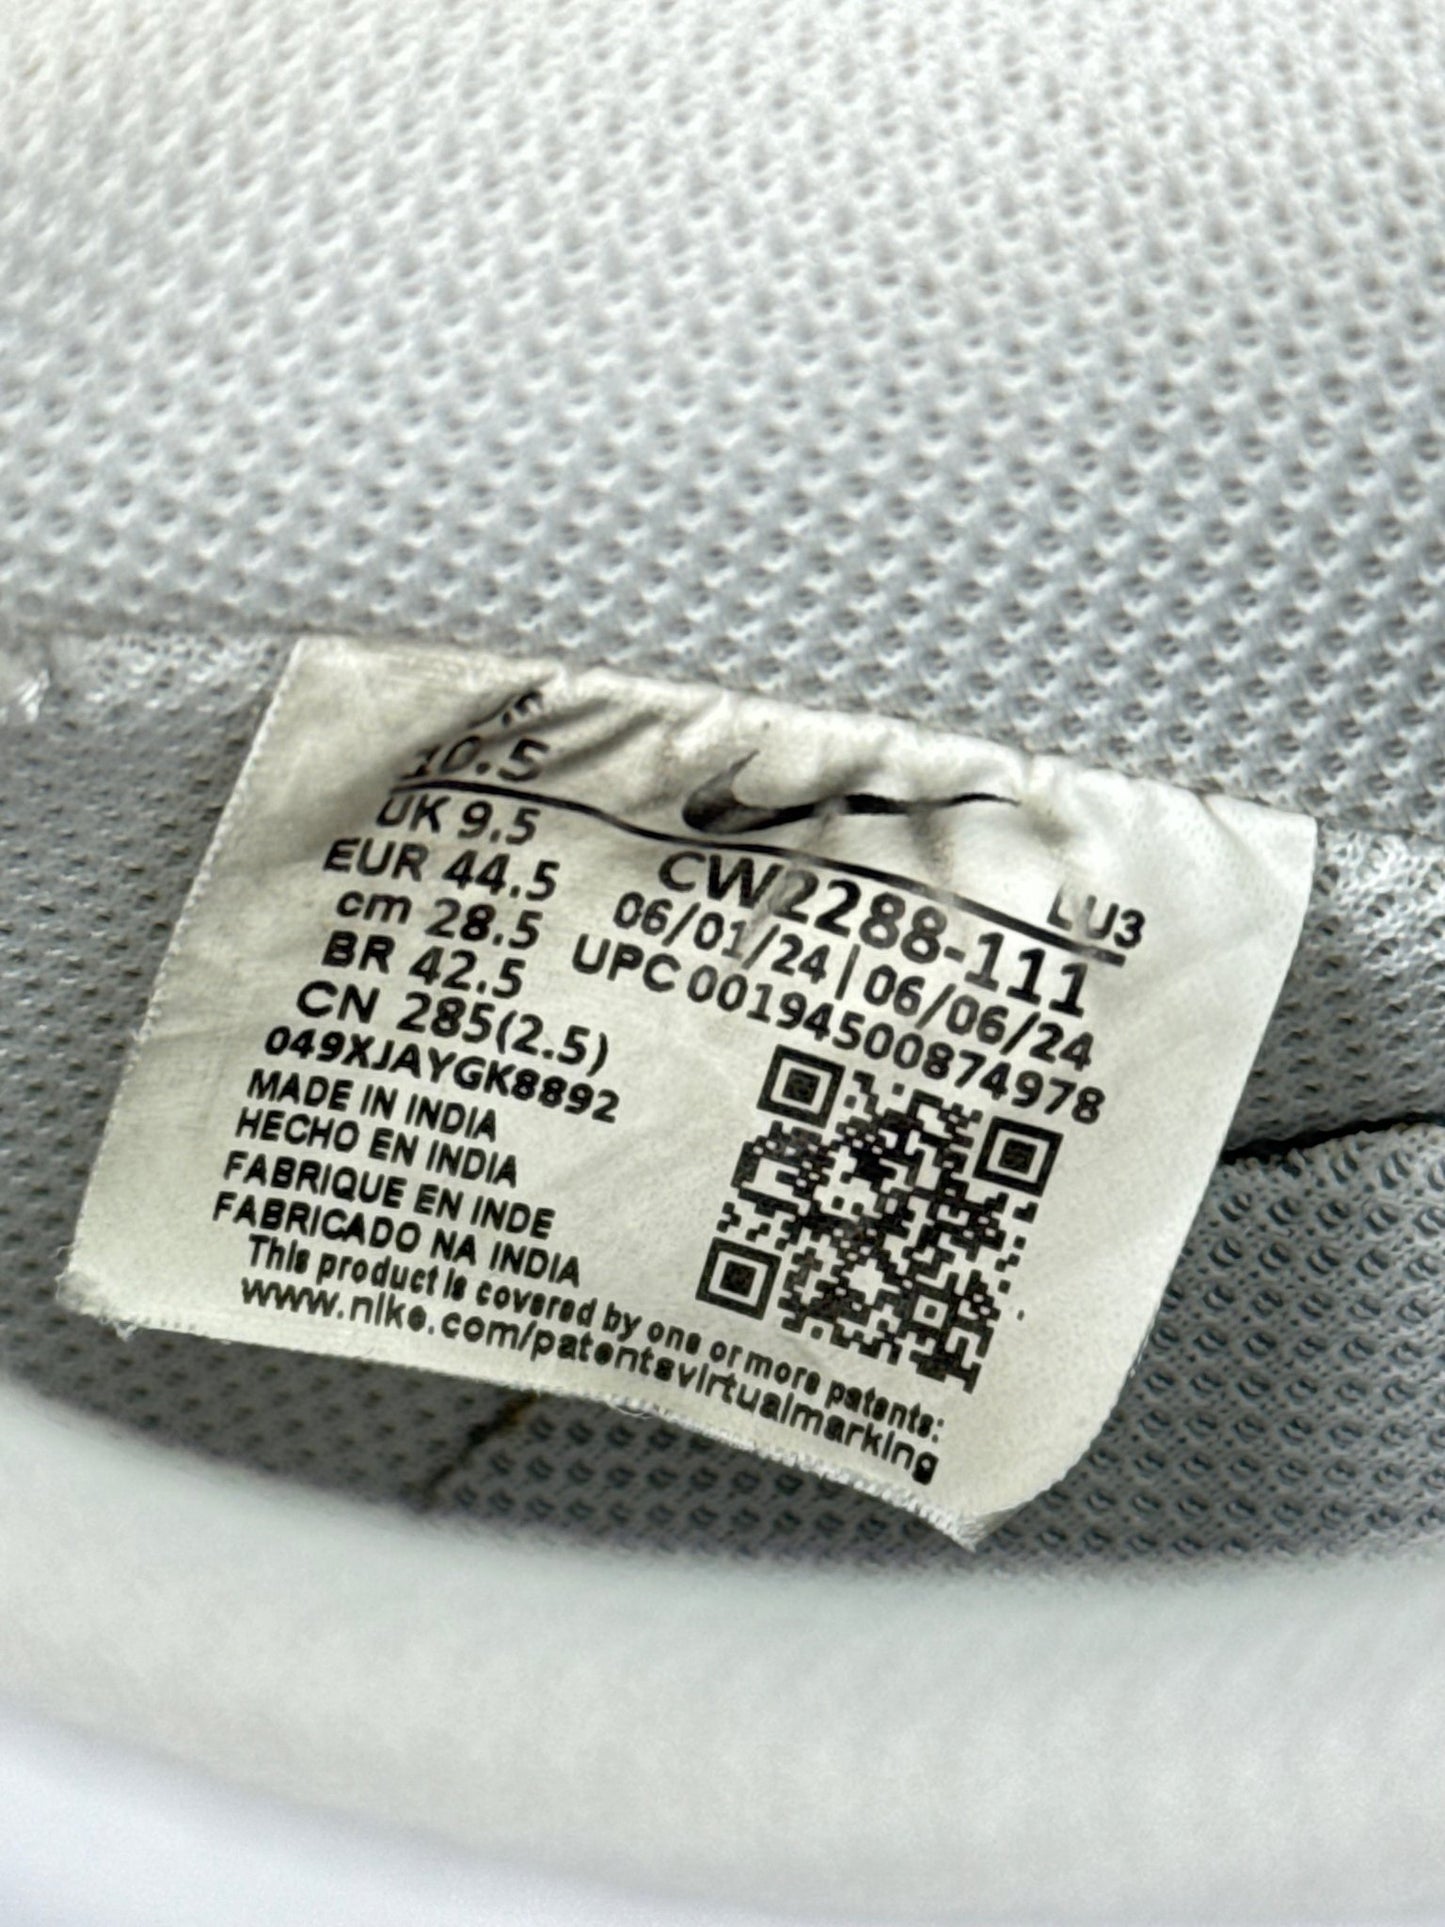 10.5
UK 9.5
EUR 44.5
cm 28.5
BR 42.5
CN 285(2.5)
049XJAYGK8892
MADE IN INDIA
HECHO EN INDIA
FABRIQUE EN INDE
FABRICADO NA INDIA
LU3
CW2288-111
06/01/24 | 06/06/24
UPC 00194500874978
This product is covered by one or more patents:
www.nike.com/patentsvirtualmarking